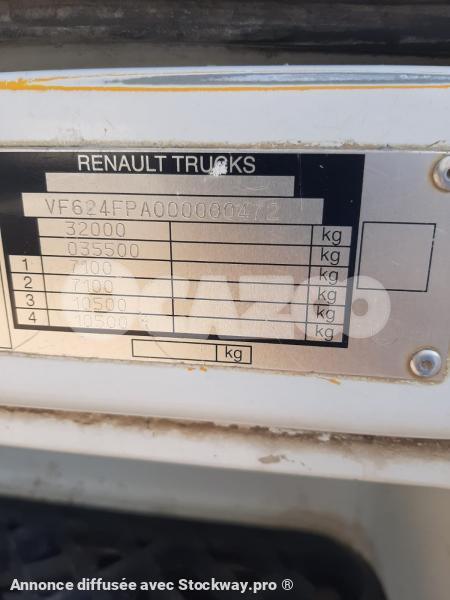 RENAULT TRUCKS
VF624FPA000000472
32000 kg
035500 kg
1 7100 kg
2 7100 kg
3 10500 kg
4 10500 kg
kg
OCAZOO
Annonce diffusée avec Stockway.pro ®